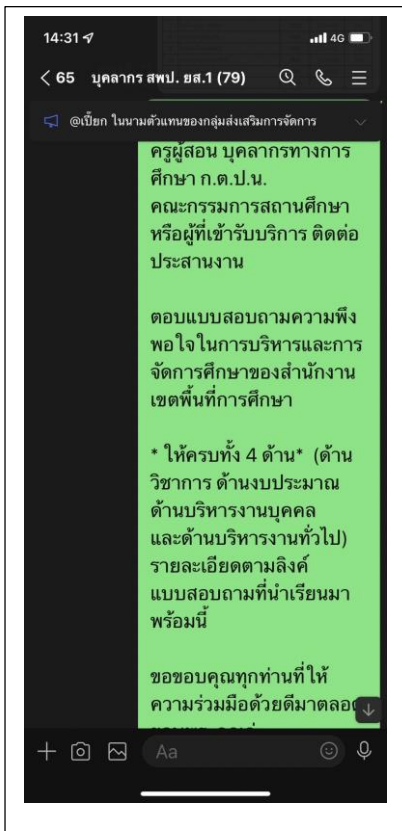 14:31 4G
65 บุคลากร สพป. ยส.1 (79)
@เปี๊ยก ในนามตัวแทนของกลุ่มส่งเสริมการจัดการ
ครูผู้สอน บุคลากรทางการ
ศึกษา ก.ต.ป.น.
คณะกรรมการสถานศึกษา
หรือผู้ที่เข้ารับบริการ ติดต่อ
ประสานงาน
ตอบแบบสอบถามความพึง
พอใจในการบริหารและการ
จัดการศึกษาของสำนักงาน
เขตพื้นที่การศึกษา
* ให้ครบทั้ง 4 ด้าน* (ด้าน
วิชาการ ด้านงบประมาณ
ด้านบริหารงานบุคคล
และด้านบริหารงานทั่วไป)
รายละเอียดตามลิงค์
แบบสอบถามที่นำเรียนมา
พร้อมนี้
ขอขอบคุณทุกท่านที่ให้
ความร่วมมือด้วยดีมาตลอด
Aa